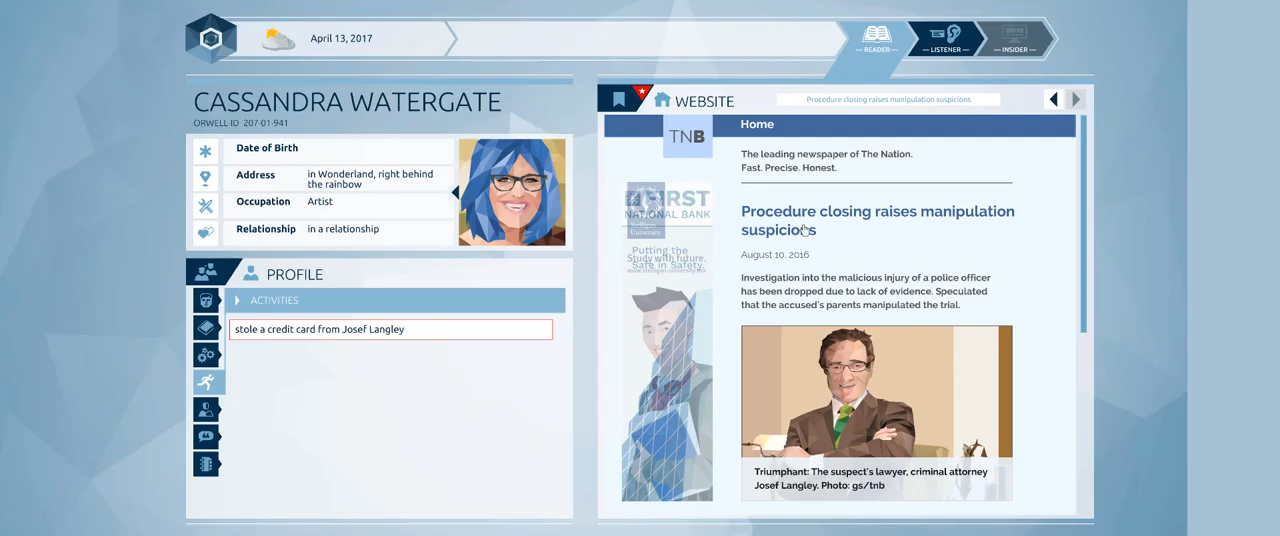 April 13, 2017
— READER —
— LISTENER —
— INSIDER —
CASSANDRA WATERGATE
ORWELL-ID 207-01-941
Date of Birth
Address in Wonderland, right behind
the rainbow
Occupation Artist
Relationship in a relationship
PROFILE
ACTIVITIES
stole a credit card from Josef Langley
WEBSITE
Procedure closing raises manipulation suspicions
TNB
Home
The leading newspaper of The Nation.
Fast. Precise. Honest.
FIRST
NATIONAL BANK
University
Putting the
Study with future.
Safe in Safety.
Procedure closing raises manipulation
suspicions
August 10, 2016
Investigation into the malicious injury of a police officer
has been dropped due to lack of evidence. Speculated
that the accused's parents manipulated the trial.
Triumphant: The suspect's lawyer, criminal attorney
Josef Langley. Photo: gs/tnb